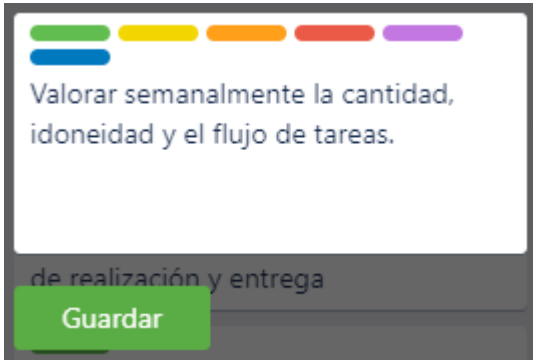 Valorar semanalmente la cantidad,
idoneidad y el flujo de tareas.
de realización y entrega
Guardar